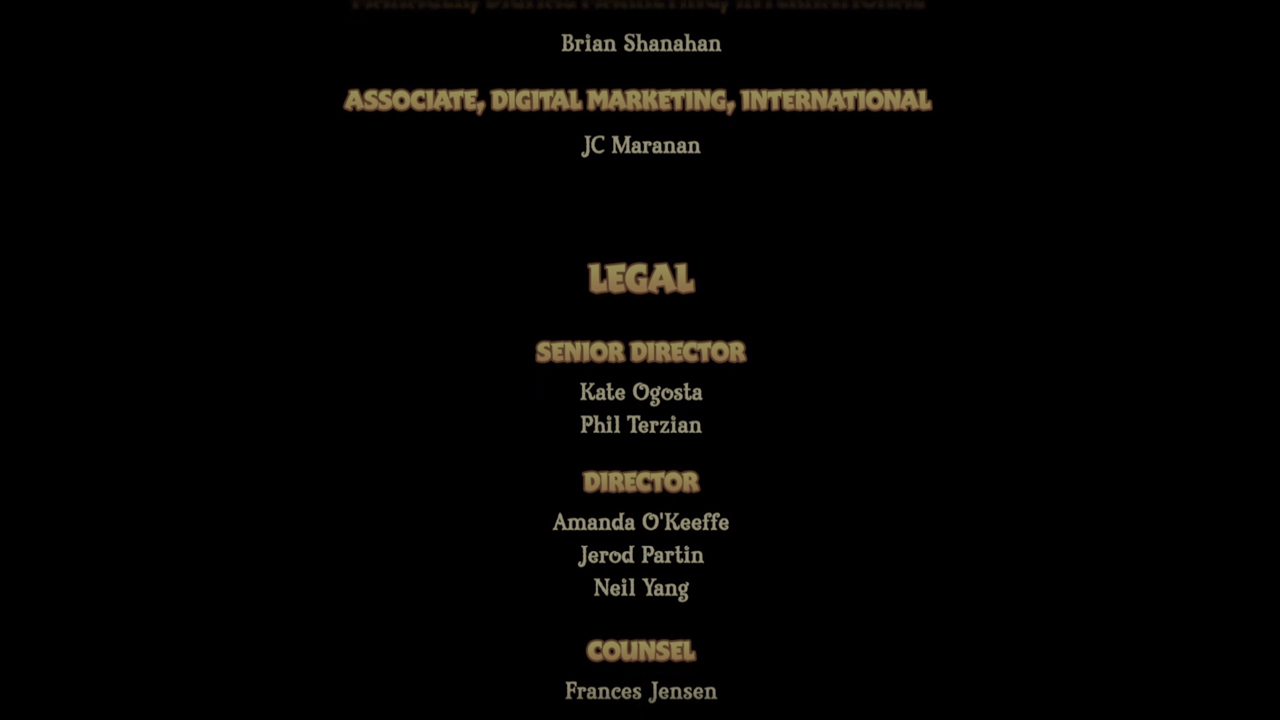 Brian Shanahan
ASSOCIATE, DIGITAL MARKETING, INTERNATIONAL
JC Maranan
LEGAL
SENIOR DIRECTOR
Kate Ogosta
Phil Terzian
DIRECTOR
Amanda O'Keeffe
Jerod Partin
Neil Yang
COUNSEL
Frances Jensen